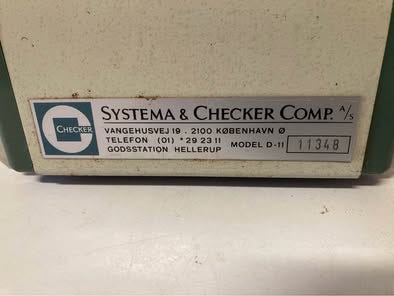 CHECKER
SYSTEMA & CHECKER COMP. A/S
VANGEHUSVEJ 19 . 2100 KØBENHAVN Ø
TELEFON (01) *29 23 11
GODSSTATION HELLERUP MODEL D-11 11348